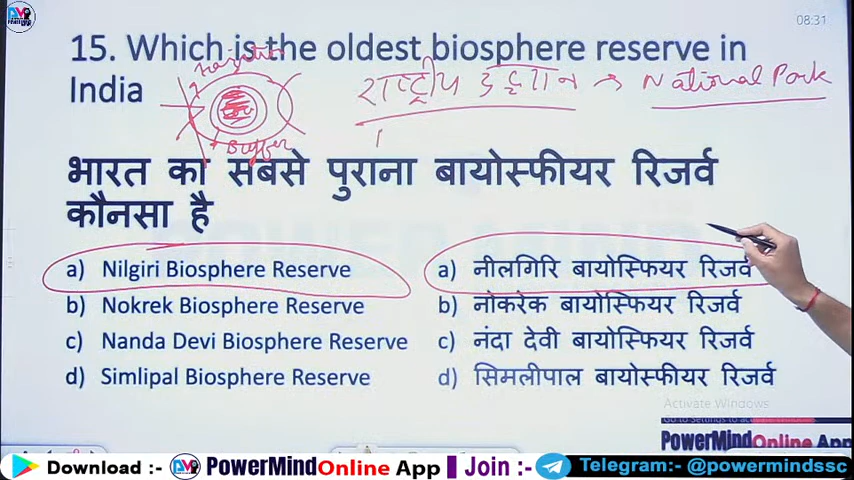 08:31
15. Which is the oldest biosphere reserve in
India
राष्ट्रीय उद्यान → National Park
Buffer
भारत का सबसे पुराना बायोस्फीयर रिजर्व
कौनसा है
a) Nilgiri Biosphere Reserve
b) Nokrek Biosphere Reserve
c) Nanda Devi Biosphere Reserve
d) Simlipal Biosphere Reserve
a) नीलगिरि बायोस्फियर रिजर्व
b) नोकरेक बायोस्फियर रिजर्व
c) नंदा देवी बायोस्फियर रिजर्व
d) सिमलीपाल बायोस्फीयर रिजर्व
Activate Windows
PowerMindOnline App
Download :- PowerMindOnline App Join :- Telegram:- @powermindssc